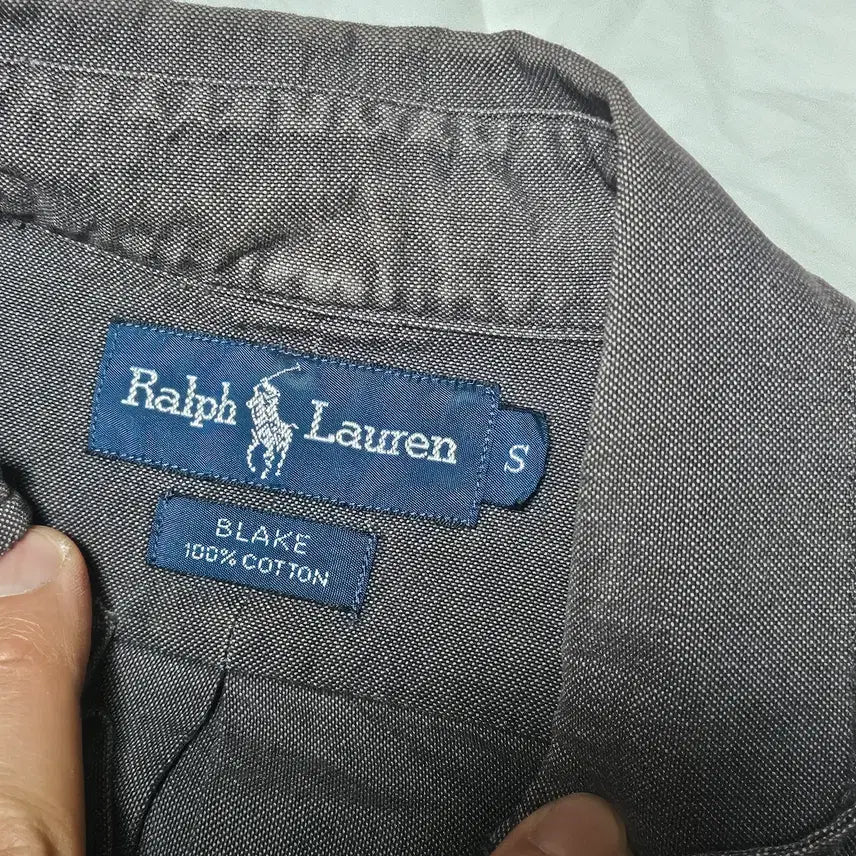 Ralph Lauren
S
BLAKE
100% COTTON